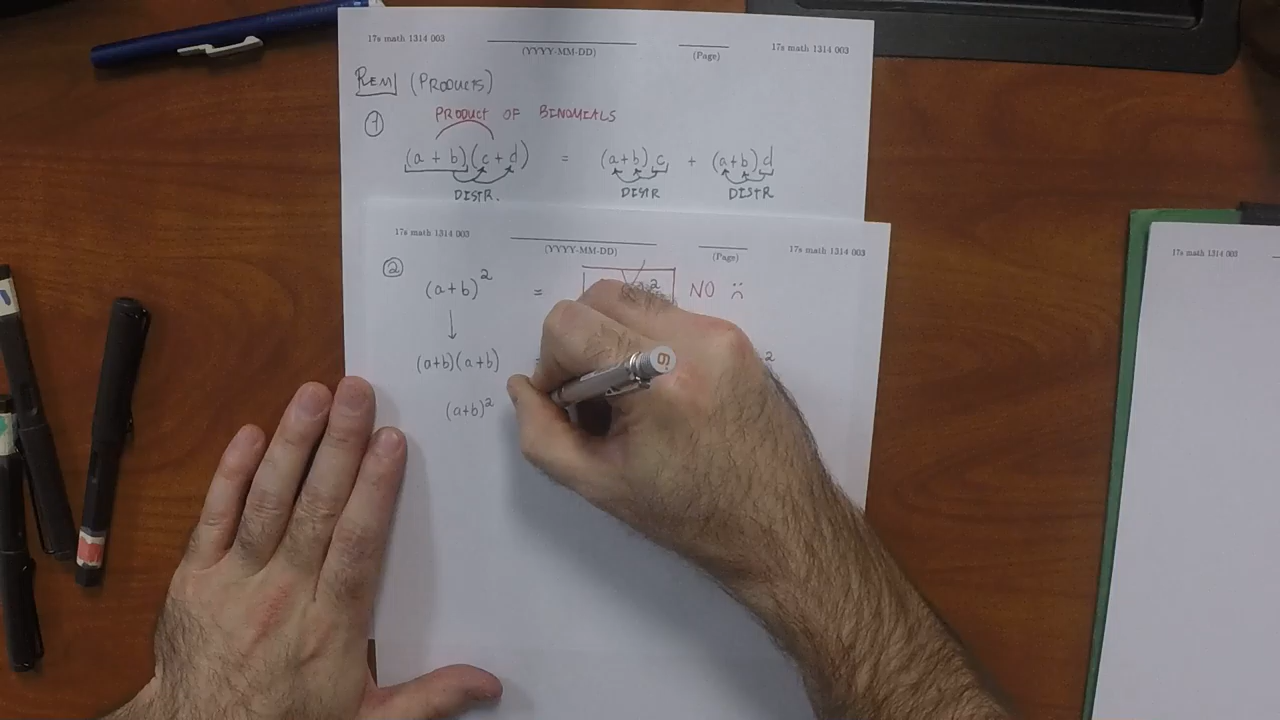 17s math 1314 003 (YYYY-MM-DD) (Page) 17s math 1314 003
REM (PRODUCTS)
1 PRODUCT OF BINOMIALS
(a + b)(c + d) = (a+b)c + (a+b)d
DISTR. DISTR DISTR
17s math 1314 003 (YYYY-MM-DD) (Page) 17s math 1314 003
2 (a+b)² = NO :(
(a+b)(a+b) = ²
(a+b)²
17s math 1314 003
6